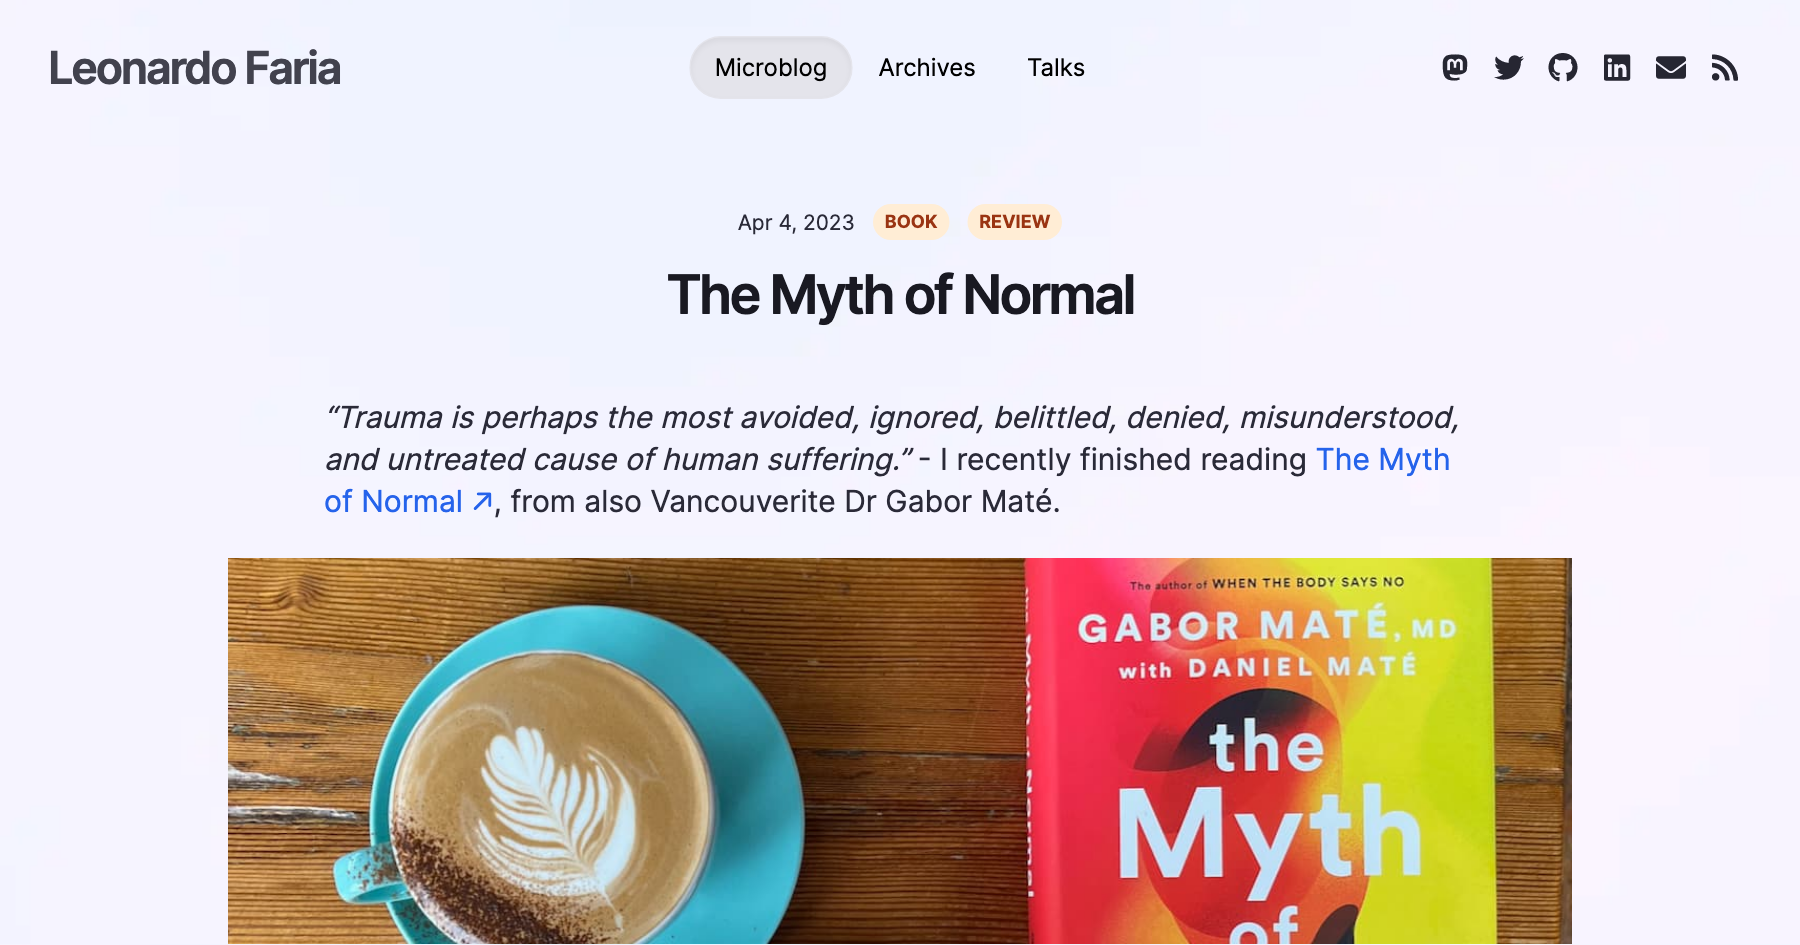 Leonardo Faria
Microblog
Archives
Talks
Apr 4, 2023
BOOK
REVIEW
The Myth of Normal
“Trauma is perhaps the most avoided, ignored, belittled, denied, misunderstood,
and untreated cause of human suffering.” - I recently finished reading The Myth
of Normal ↗, from also Vancouverite Dr Gabor Maté.
The author of WHEN THE BODY SAYS NO
GABOR MATÉ, MD
with DANIEL MATÉ
the
Myth
of